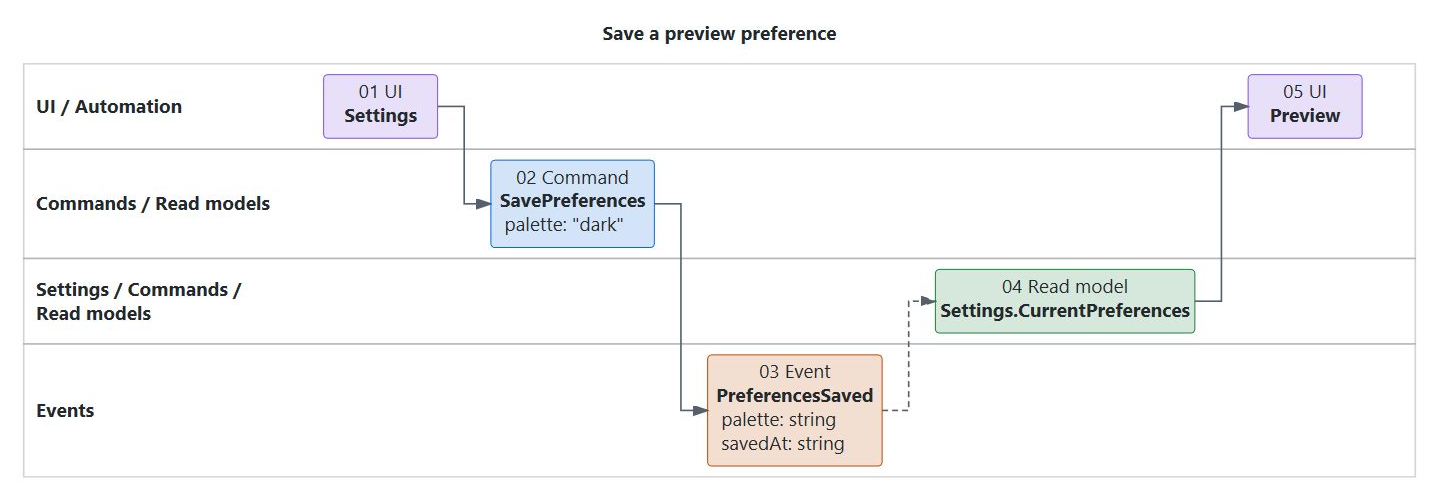 Save a preview preference
UI / Automation
01 UI
Settings
05 UI
Preview
Commands / Read models
02 Command
SavePreferences
palette: "dark"
Settings / Commands /
Read models
04 Read model
Settings.CurrentPreferences
Events
03 Event
PreferencesSaved
palette: string
savedAt: string